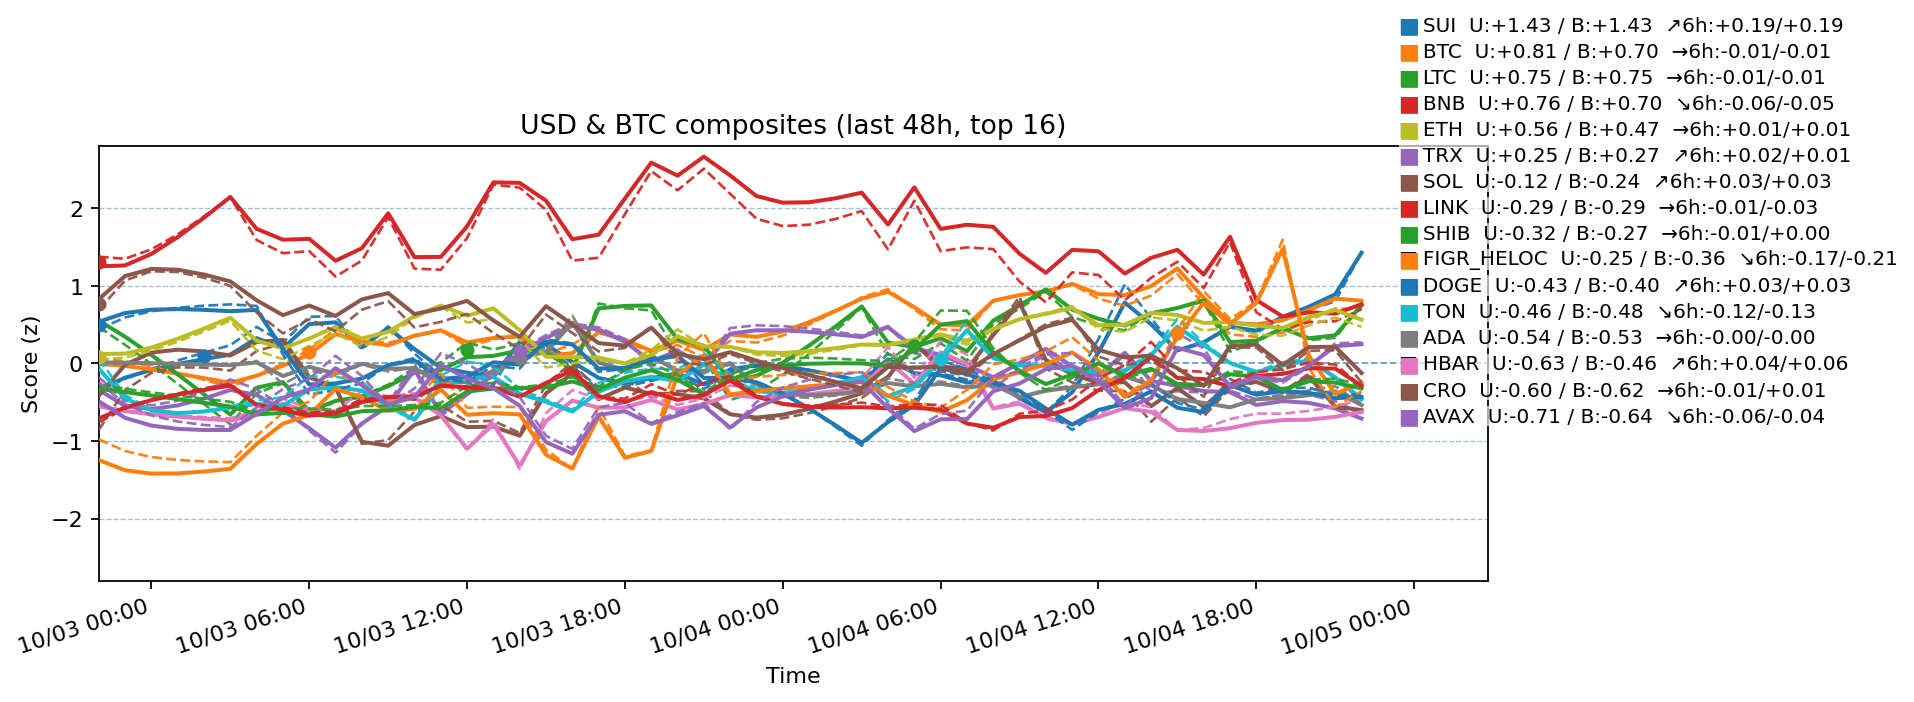 SUI U:+1.43 / B:+1.43 ↗6h:+0.19/+0.19
BTC U:+0.81 / B:+0.70 →6h:-0.01/-0.01
LTC U:+0.75 / B:+0.75 →6h:-0.01/-0.01
BNB U:+0.76 / B:+0.70 ↘6h:-0.06/-0.05
ETH U:+0.56 / B:+0.47 →6h:+0.01/+0.01
TRX U:+0.25 / B:+0.27 ↗6h:+0.02/+0.01
SOL U:-0.12 / B:-0.24 ↗6h:+0.03/+0.03
LINK U:-0.29 / B:-0.29 →6h:-0.01/-0.03
SHIB U:-0.32 / B:-0.27 →6h:-0.01/+0.00
FIGR_HELOC U:-0.25 / B:-0.36 ↘6h:-0.17/-0.21
DOGE U:-0.43 / B:-0.40 ↗6h:+0.03/+0.03
TON U:-0.46 / B:-0.48 ↘6h:-0.12/-0.13
ADA U:-0.54 / B:-0.53 →6h:-0.00/-0.00
HBAR U:-0.63 / B:-0.46 ↗6h:+0.04/+0.06
CRO U:-0.60 / B:-0.62 →6h:-0.01/+0.01
AVAX U:-0.71 / B:-0.64 ↘6h:-0.06/-0.04
USD & BTC composites (last 48h, top 16)
Score (z)
2
1
0
−1
−2
10/03 00:00
10/03 06:00
10/03 12:00
10/03 18:00
10/04 00:00
10/04 06:00
10/04 12:00
10/04 18:00
10/05 00:00
Time